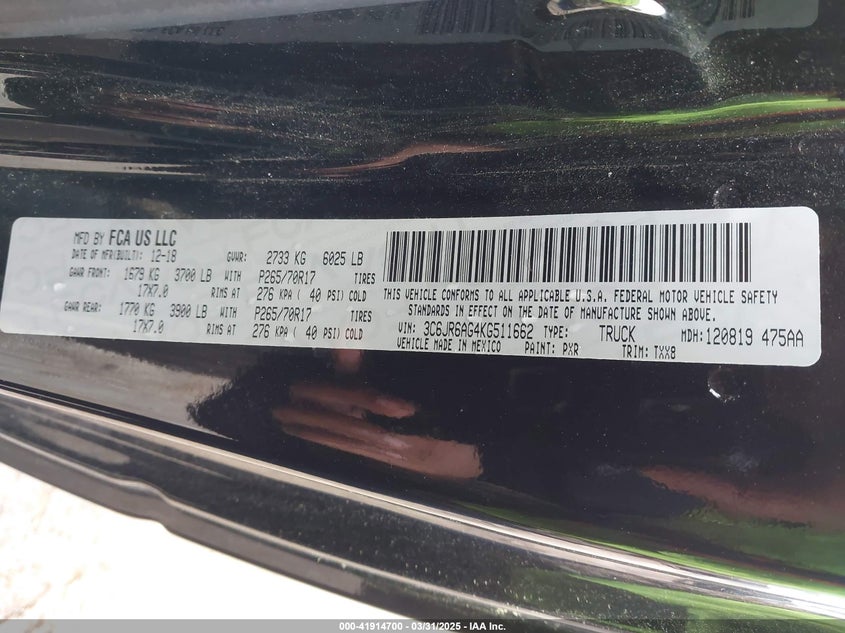 MFD BY FCA US LLC
DATE OF MFR(BUILT): 12-18 GVWR: 2733 KG 6025 LB
GAWR FRONT: 1679 KG 3700 LB WITH P265/70R17 TIRES
17X7.0 RIMS AT 276 KPA ( 40 PSI) COLD
GAWR REAR: 1770 KG 3900 LB WITH P265/70R17 TIRES
17X7.0 RIMS AT 276 KPA ( 40 PSI) COLD
THIS VEHICLE CONFORMS TO ALL APPLICABLE U.S.A. FEDERAL MOTOR VEHICLE SAFETY
STANDARDS IN EFFECT ON THE DATE OF MANUFACTURE SHOWN ABOVE.
VIN: 3C6JR6AG4KG511662 TYPE: TRUCK MDH:120819 475AA
VEHICLE MADE IN MEXICO PAINT: PXR TRIM: TXX8
000-41914700 - 03/31/2025 - IAA Inc.